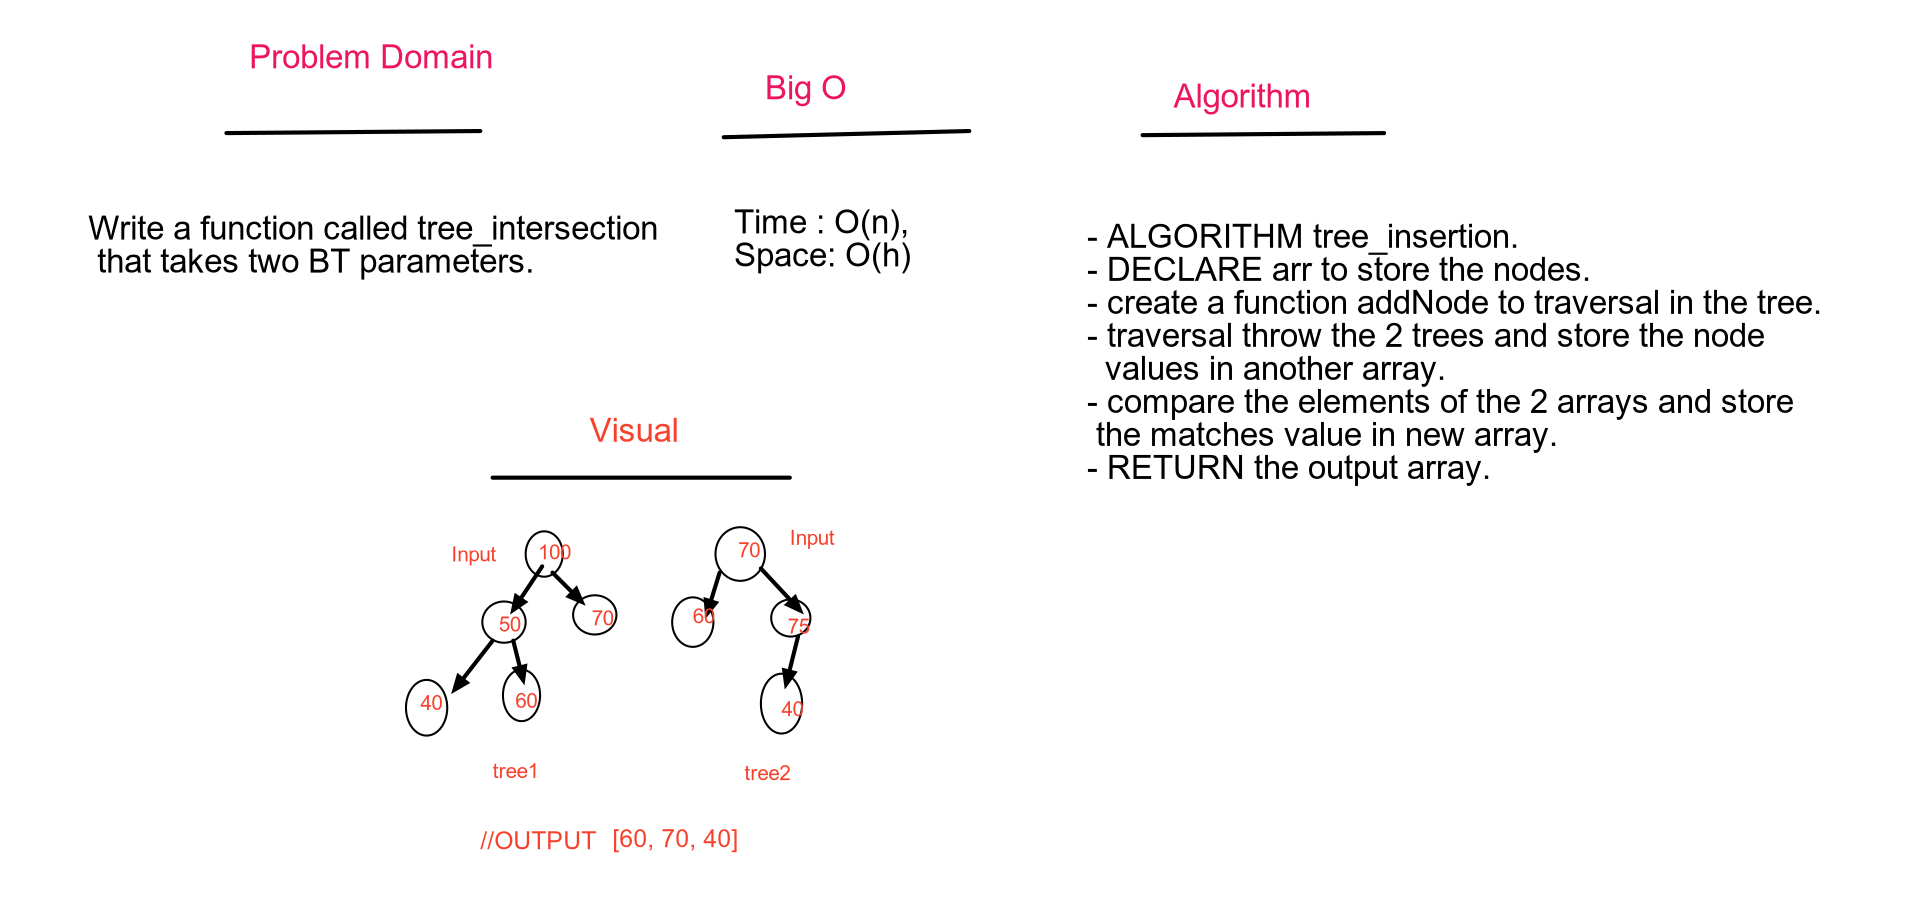 Problem Domain
Write a function called tree_intersection
that takes two BT parameters.
Big O
Time : O(n),
Space: O(h)
Algorithm
- ALGORITHM tree_insertion.
- DECLARE arr to store the nodes.
- create a function addNode to traversal in the tree.
- traversal throw the 2 trees and store the node
values in another array.
- compare the elements of the 2 arrays and store
the matches value in new array.
- RETURN the output array.
Visual
Input
100
50
70
40
60
tree1
Input
70
60
75
40
tree2
//OUTPUT [60, 70, 40]